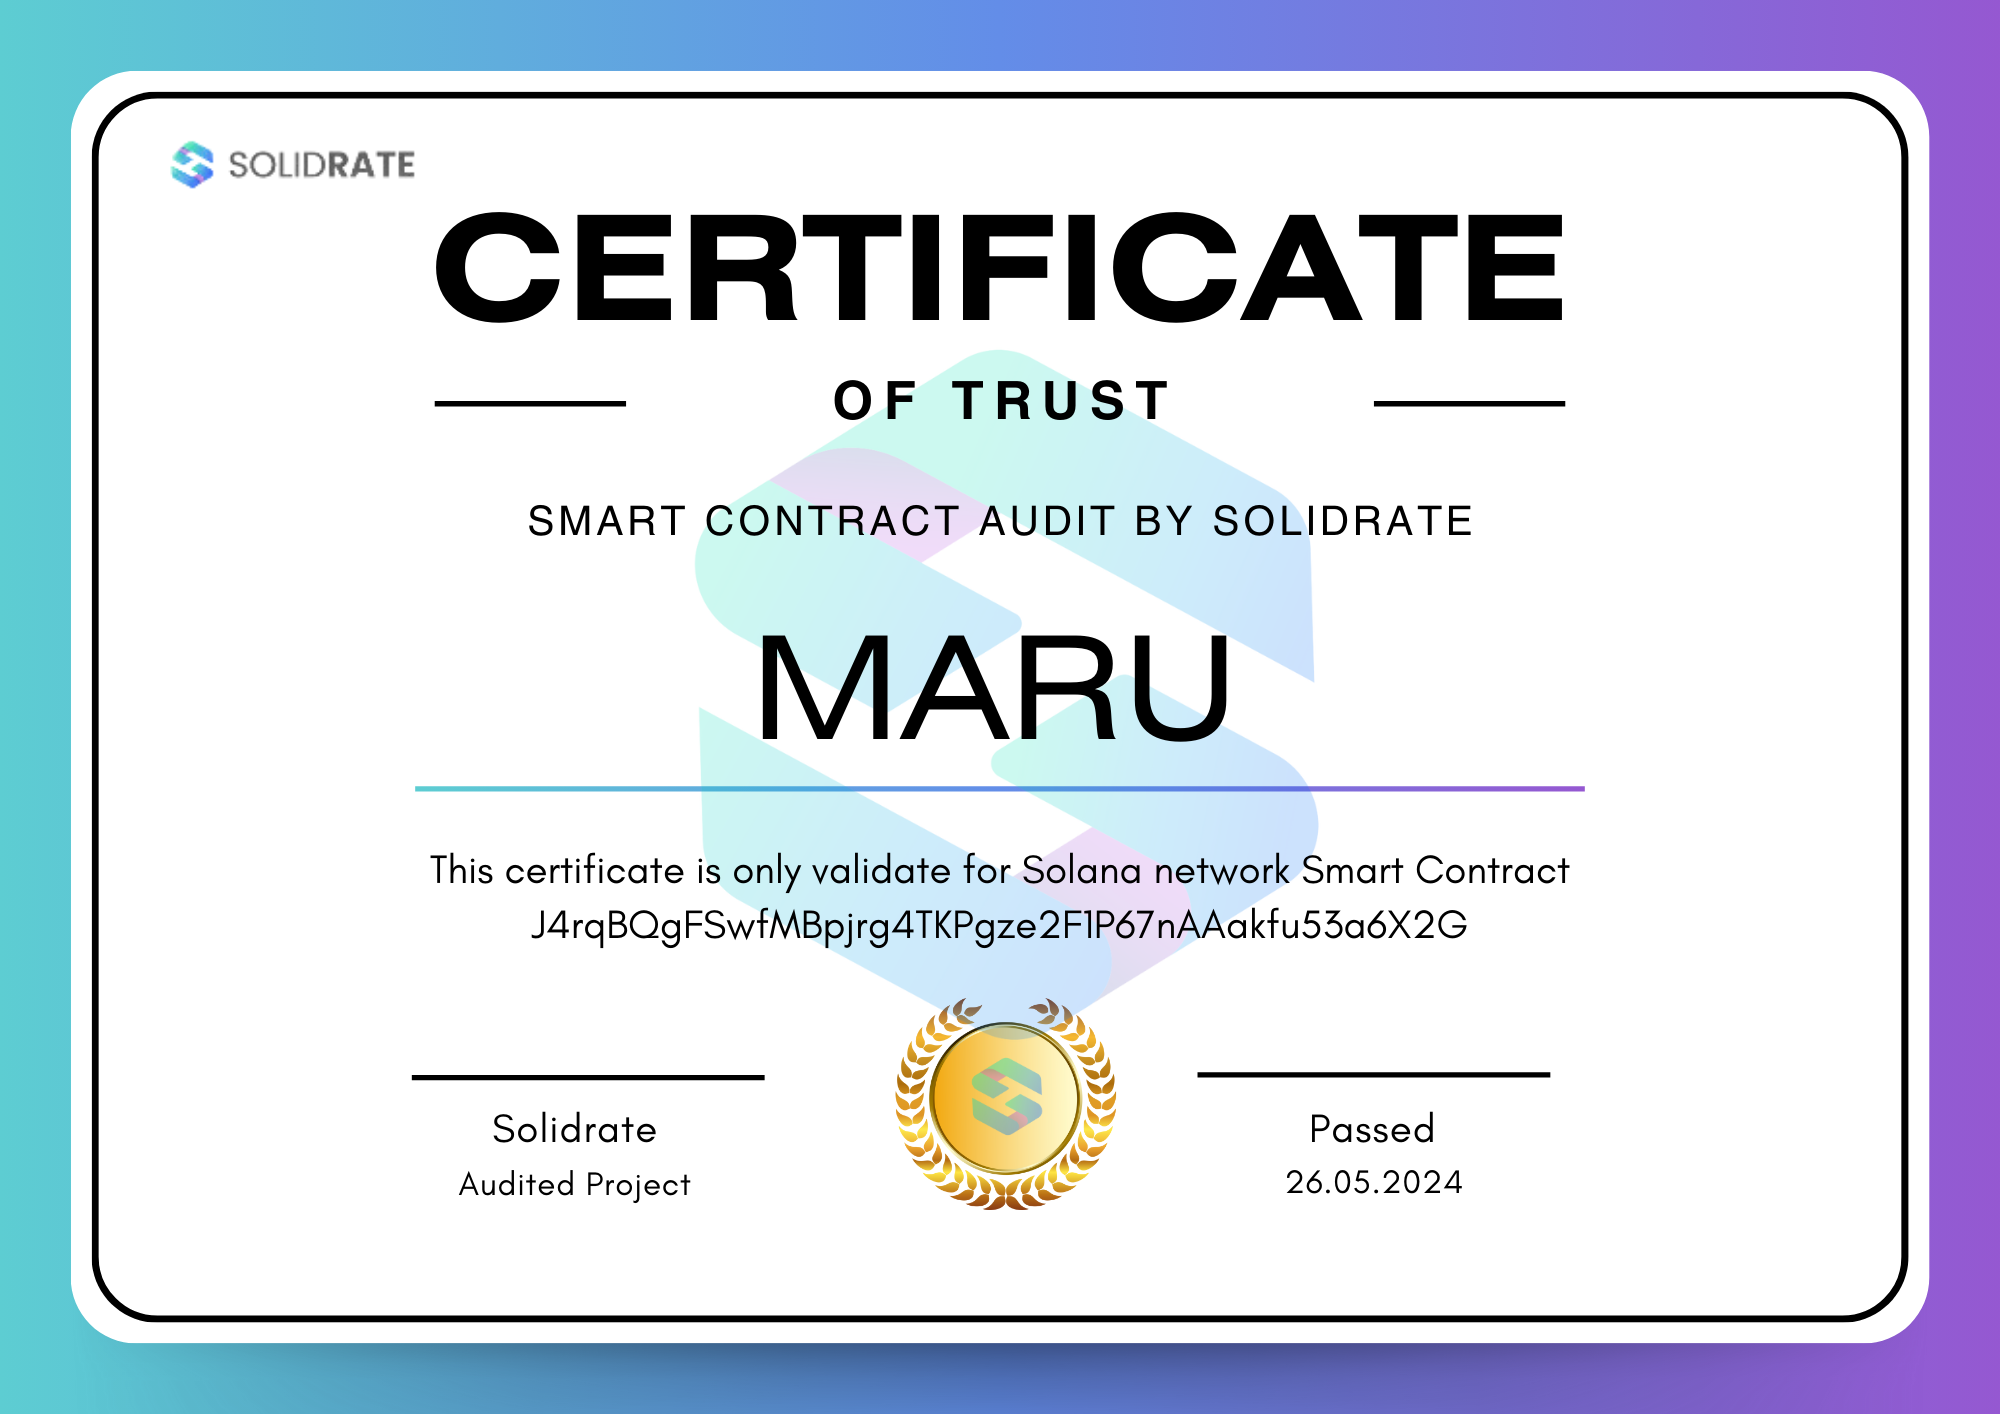 SOLIDRATE
CERTIFICATE
OF TRUST
SMART CONTRACT AUDIT BY SOLIDRATE
MARU
This certificate is only validate for Solana network Smart Contract
J4rqBQgFSwfMBpjrg4TKPgze2F1P67nAAakfu53a6X2G
Solidrate
Audited Project
Passed
26.05.2024